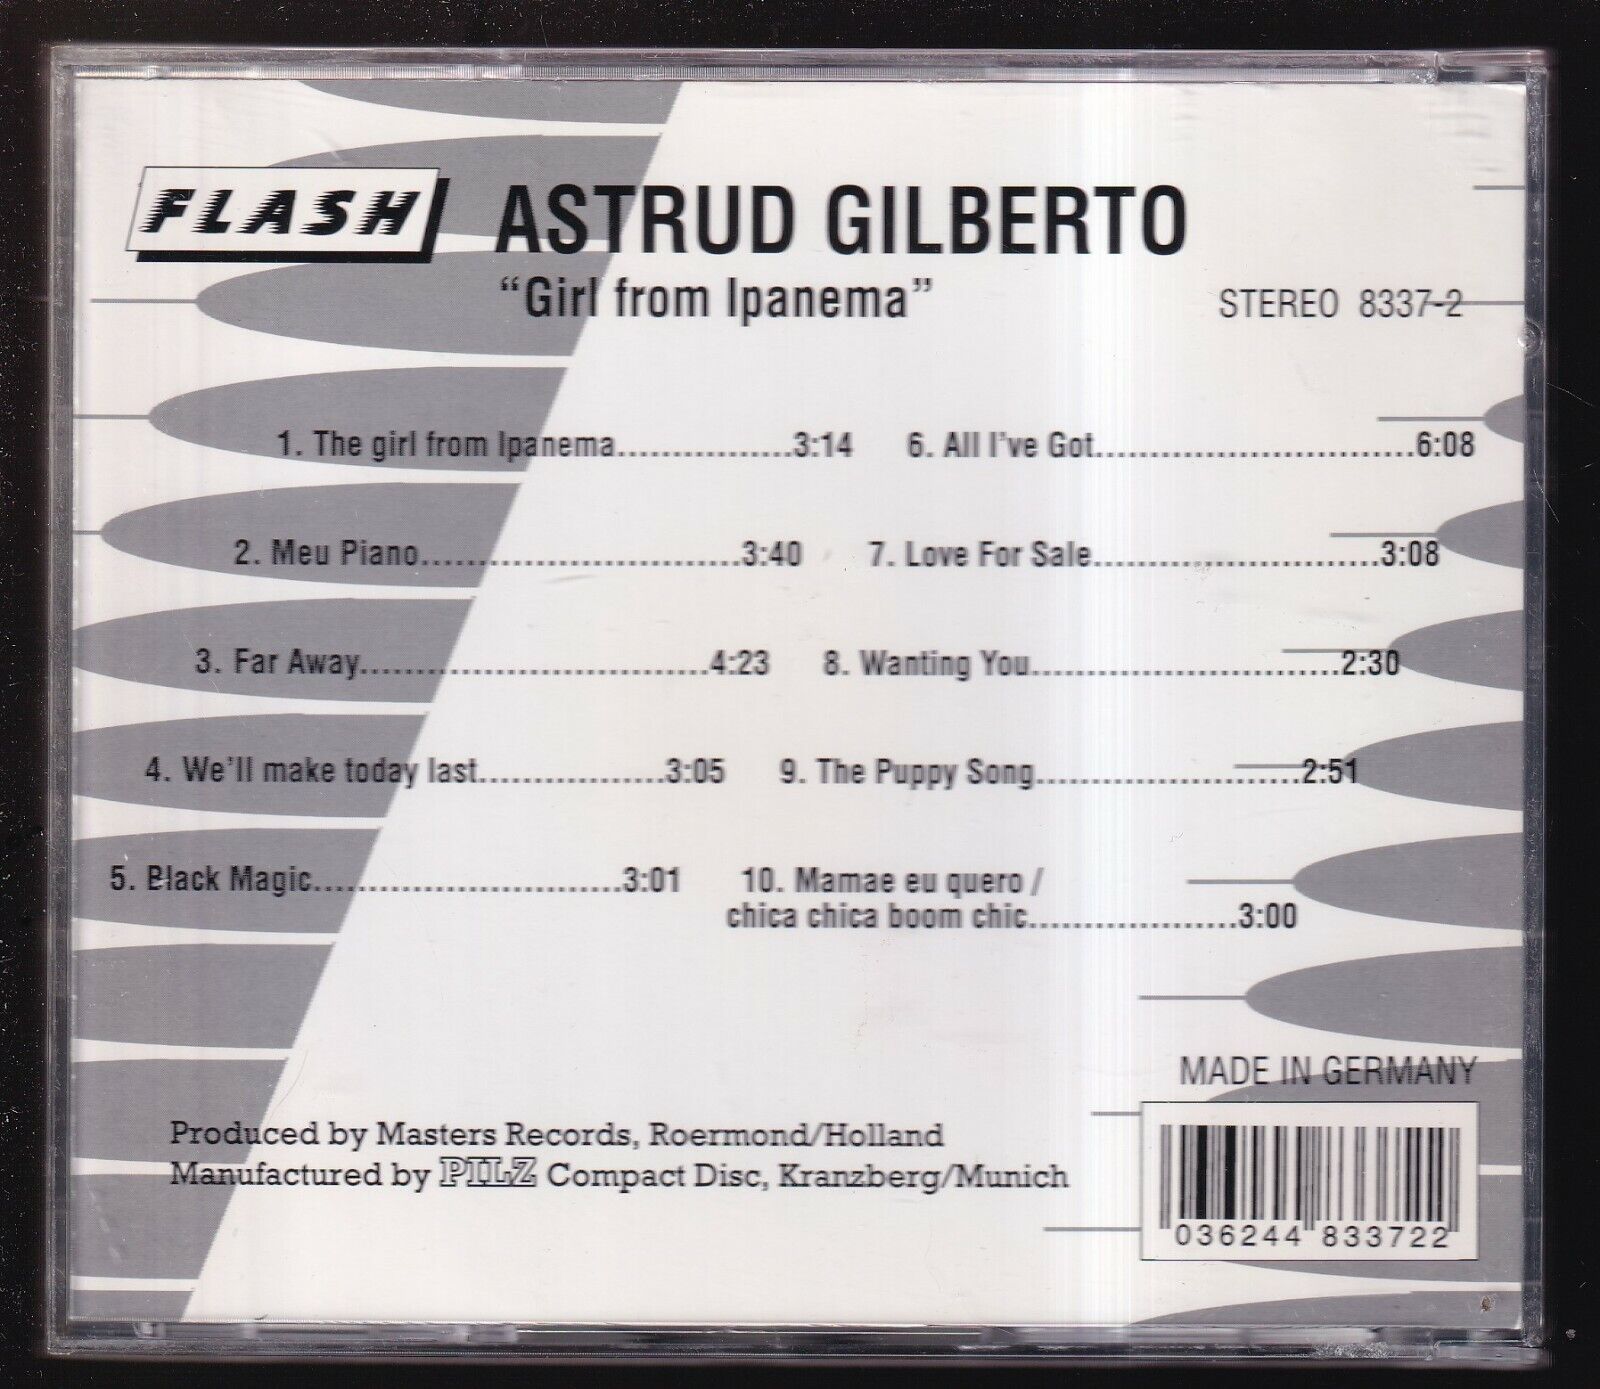 FLASH ASTRUD GILBERTO
“Girl from Ipanema”
STEREO 8337-2
1. The girl from Ipanema................3:14
2. Meu Piano..............................3:40
3. Far Away.................................4:23
4. We'll make today last.................3:05
5. Black Magic.............................3:01
6. All I've Got..............................6:08
7. Love For Sale...........................3:08
8. Wanting You.............................2:30
9. The Puppy Song.........................2:51
10. Mamae eu quero /
chica chica boom chic....................3:00
MADE IN GERMANY
Produced by Masters Records, Roermond/Holland
Manufactured by PILZ Compact Disc, Kranzberg/Munich
036244 833722